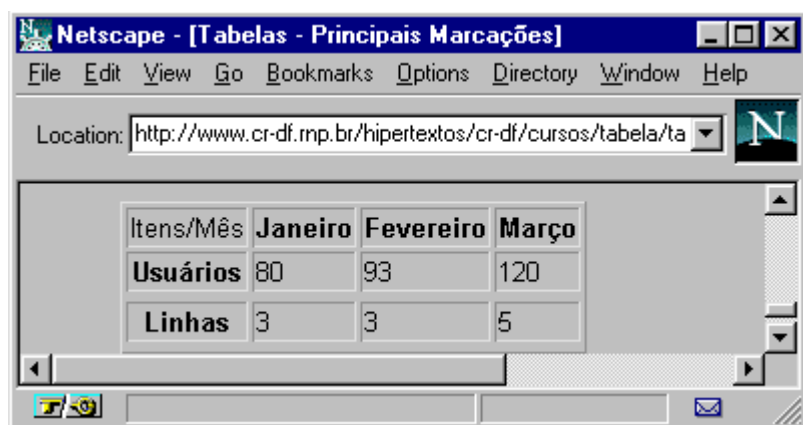 Netscape - [Tabelas - Principais Marcações]
File Edit View Go Bookmarks Options Directory Window Help
Location: http://www.cr-df.rnp.br/hipertextos/cr-df/cursos/tabela/ta N
Itens/Mês Janeiro Fevereiro Março
Usuários 80 93 120
Linhas 3 3 5